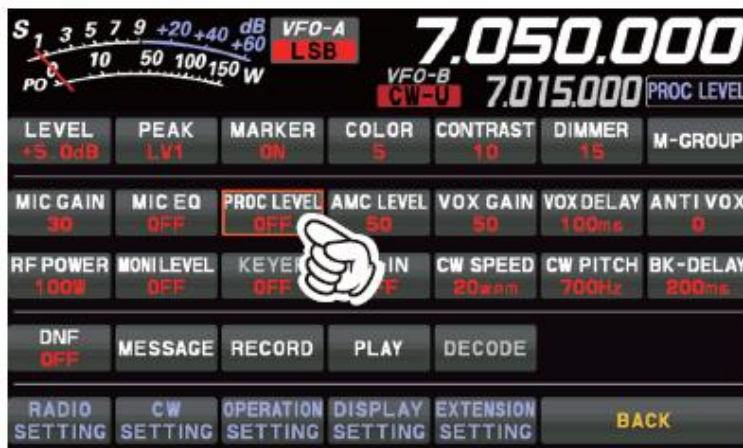 S 1 3 5 7 9 +20 +40 +60 dB VFO-A 7.050.000
LSB
PO 0 10 50 100 150 W VFO-B 7.015.000 PROC LEVEL
CW-U
LEVEL PEAK MARKER COLOR CONTRAST DIMMER M-GROUP
+5.0dB LV1 ON 5 10 15
MIC GAIN MIC EQ PROC LEVEL AMC LEVEL VOX GAIN VOX DELAY ANTI VOX
30 OFF OFF 50 50 100ms 0
RF POWER MONI LEVEL KEYER IN CW SPEED CW PITCH BK-DELAY
100W OFF OFF 20wpm 700Hz 200ms
DNF MESSAGE RECORD PLAY DECODE
OFF
RADIO CW OPERATION DISPLAY EXTENSION BACK
SETTING SETTING SETTING SETTING SETTING